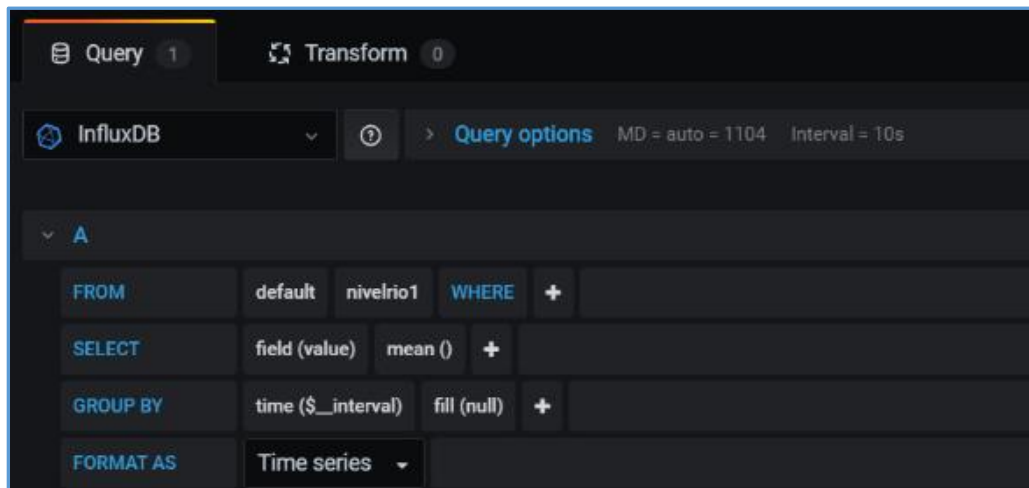 Query 1 Transform 0
InfluxDB Query options MD = auto = 1104 Interval = 10s
A
FROM default nivelrio1 WHERE +
SELECT field (value) mean () +
GROUP BY time ($__interval) fill (null) +
FORMAT AS Time series